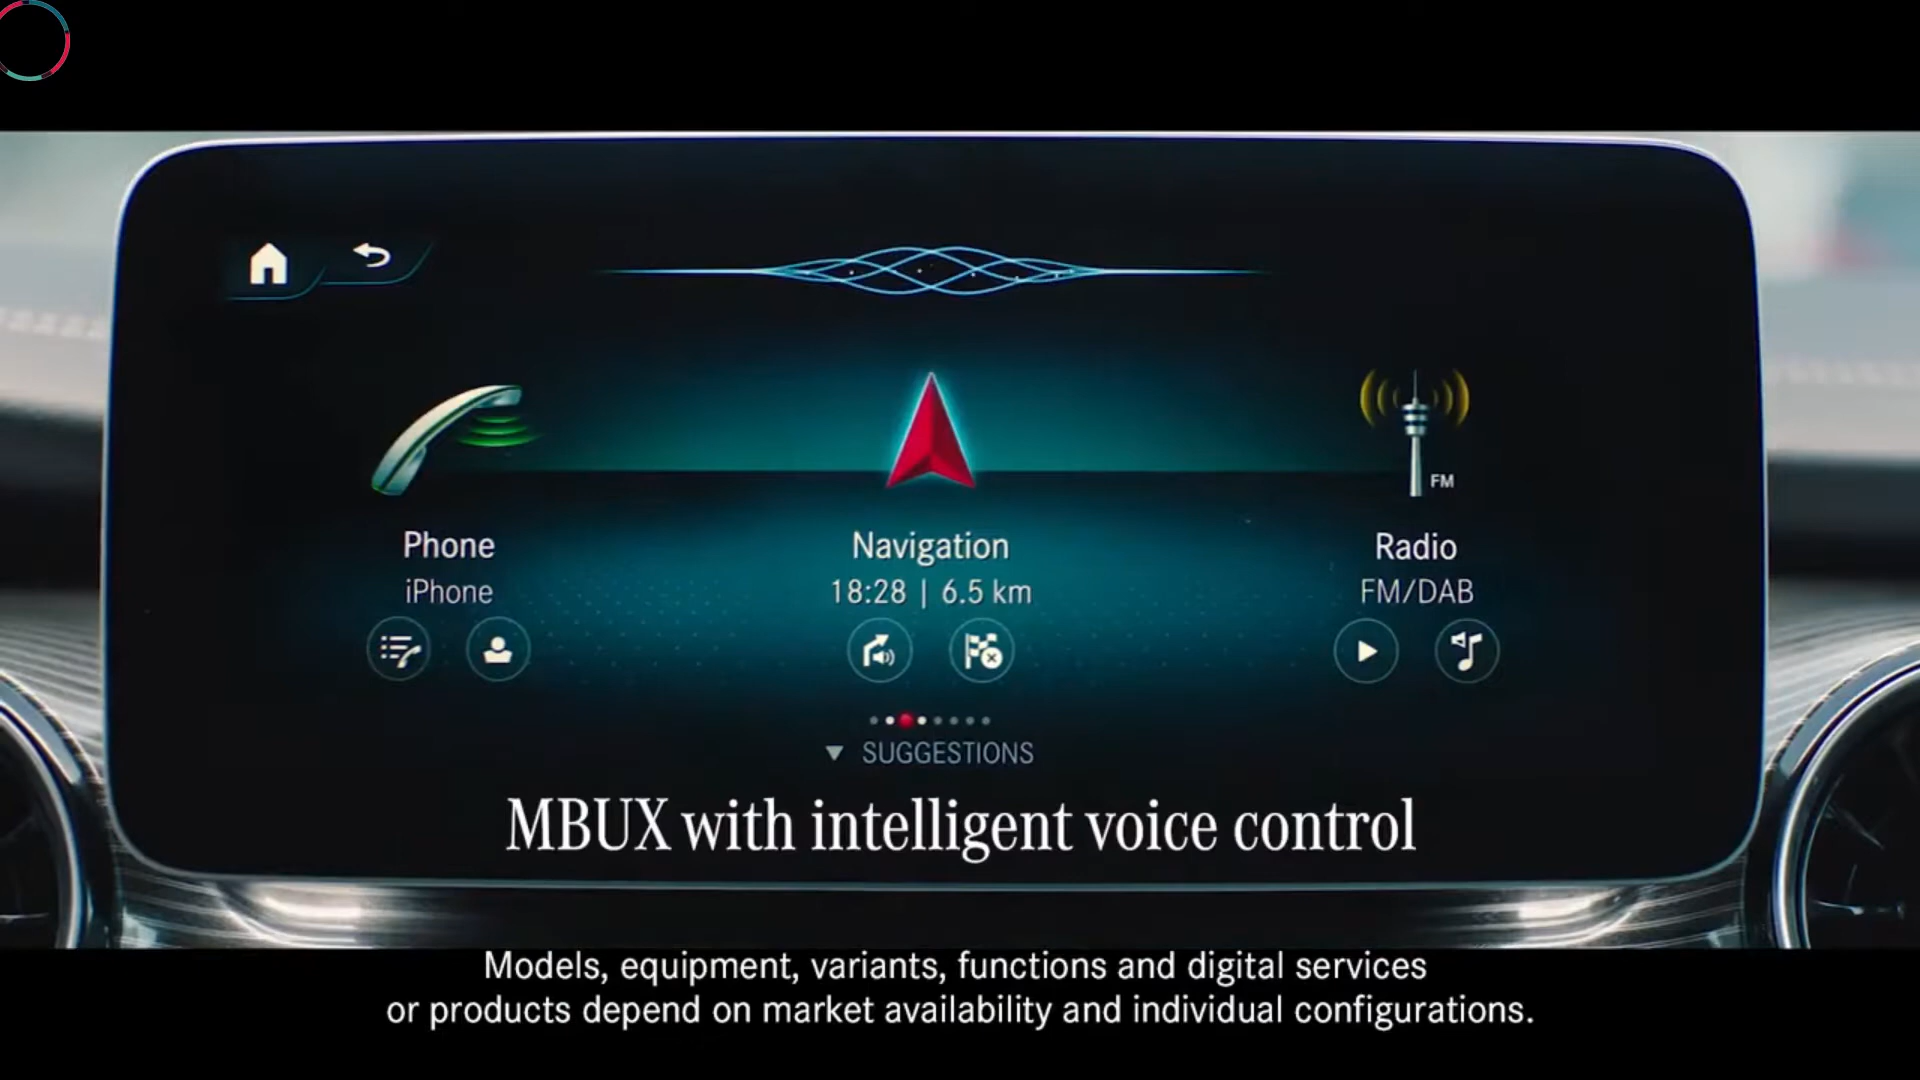 FM
Phone
Navigation
Radio
iPhone
18:28 | 6.5 km
FM/DAB
SUGGESTIONS
MBUX with intelligent voice control
Models, equipment, variants, functions and digital services
or products depend on market availability and individual configurations.